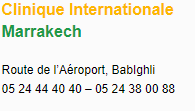 Clinique Internationale
Marrakech
Route de l’Aéroport, Bablghli
05 24 44 40 40 – 05 24 38 00 88